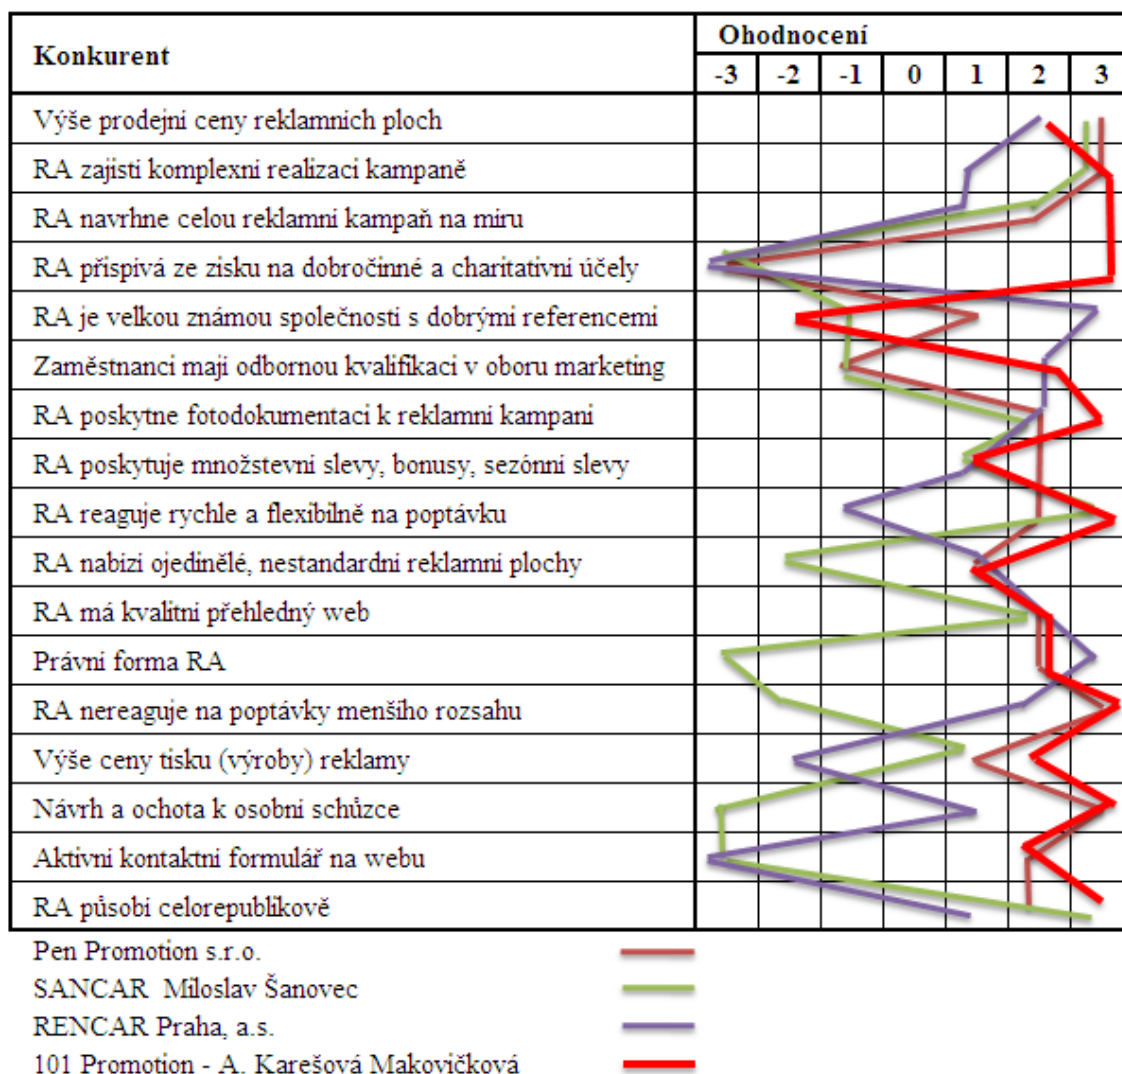 Konkurent
Ohodnocení
-3 -2 -1 0 1 2 3
Výše prodejní ceny reklamních ploch
RA zajistí komplexní realizaci kampaně
RA navrhne celou reklamní kampaň na míru
RA přispívá ze zisku na dobročinné a charitativní účely
RA je velkou známou společností s dobrými referencemi
Zaměstnanci mají odbornou kvalifikaci v oboru marketing
RA poskytne fotodokumentaci k reklamní kampani
RA poskytuje množstevní slevy, bonusy, sezónní slevy
RA reaguje rychle a flexibilně na poptávku
RA nabízí ojedinělé, nestandardní reklamní plochy
RA má kvalitní přehledný web
Právní forma RA
RA nereaguje na poptávky menšího rozsahu
Výše ceny tisku (výroby) reklamy
Návrh a ochota k osobní schůzce
Aktivní kontaktní formulář na webu
RA působí celorepublikově
Pen Promotion s.r.o.
SANCAR Miloslav Šanovec
RENCAR Praha, a.s.
101 Promotion - A. Karešová Makovičková